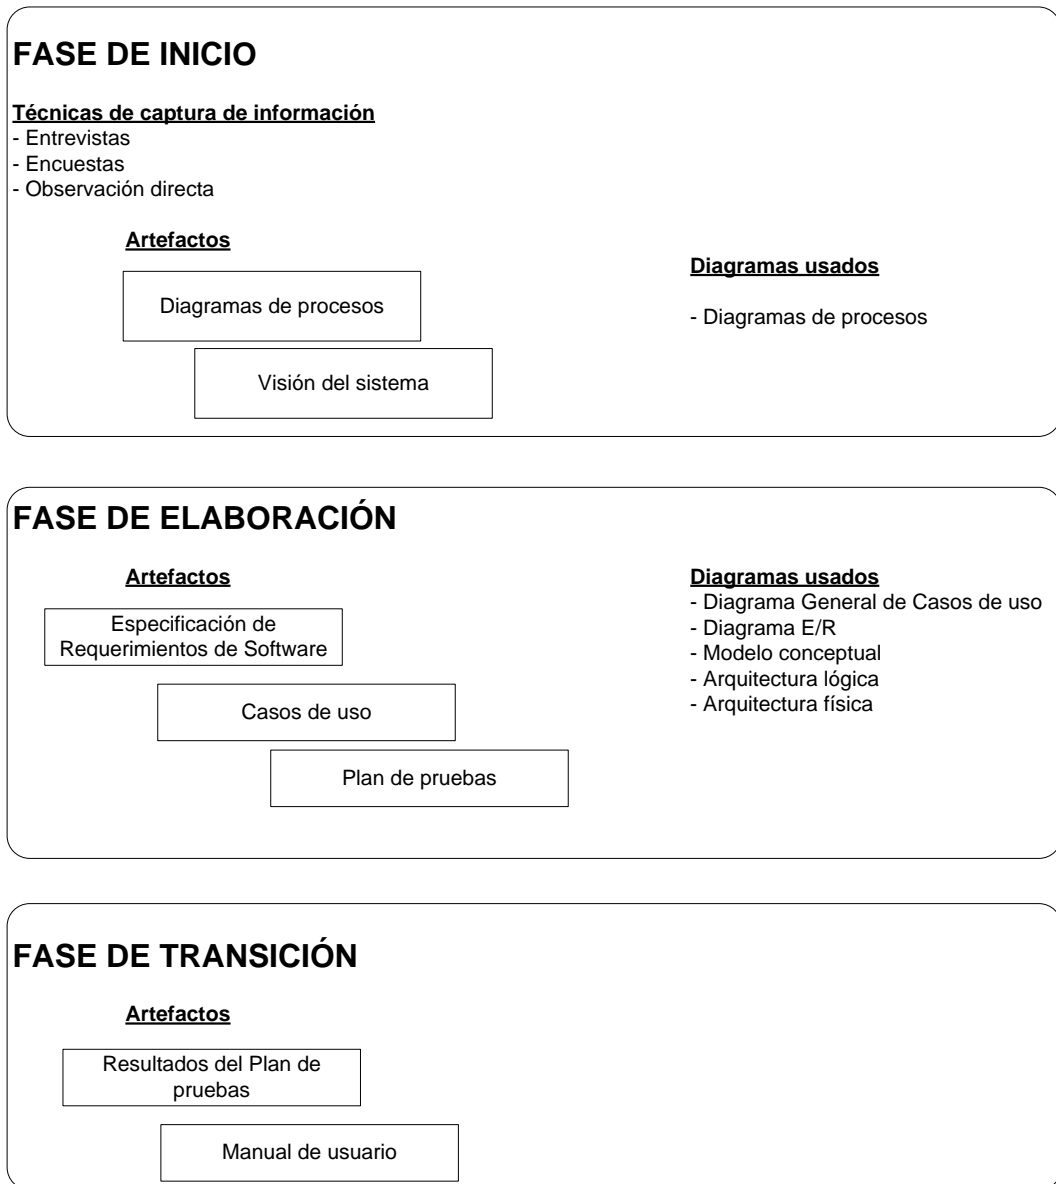 FASE DE INICIO
Técnicas de captura de información
- Entrevistas
- Encuestas
- Observación directa
Artefactos
Diagramas de procesos
Visión del sistema
Diagramas usados
- Diagramas de procesos
FASE DE ELABORACIÓN
Artefactos
Especificación de
Requerimientos de Software
Casos de uso
Plan de pruebas
Diagramas usados
- Diagrama General de Casos de uso
- Diagrama E/R
- Modelo conceptual
- Arquitectura lógica
- Arquitectura física
FASE DE TRANSICIÓN
Artefactos
Resultados del Plan de
pruebas
Manual de usuario